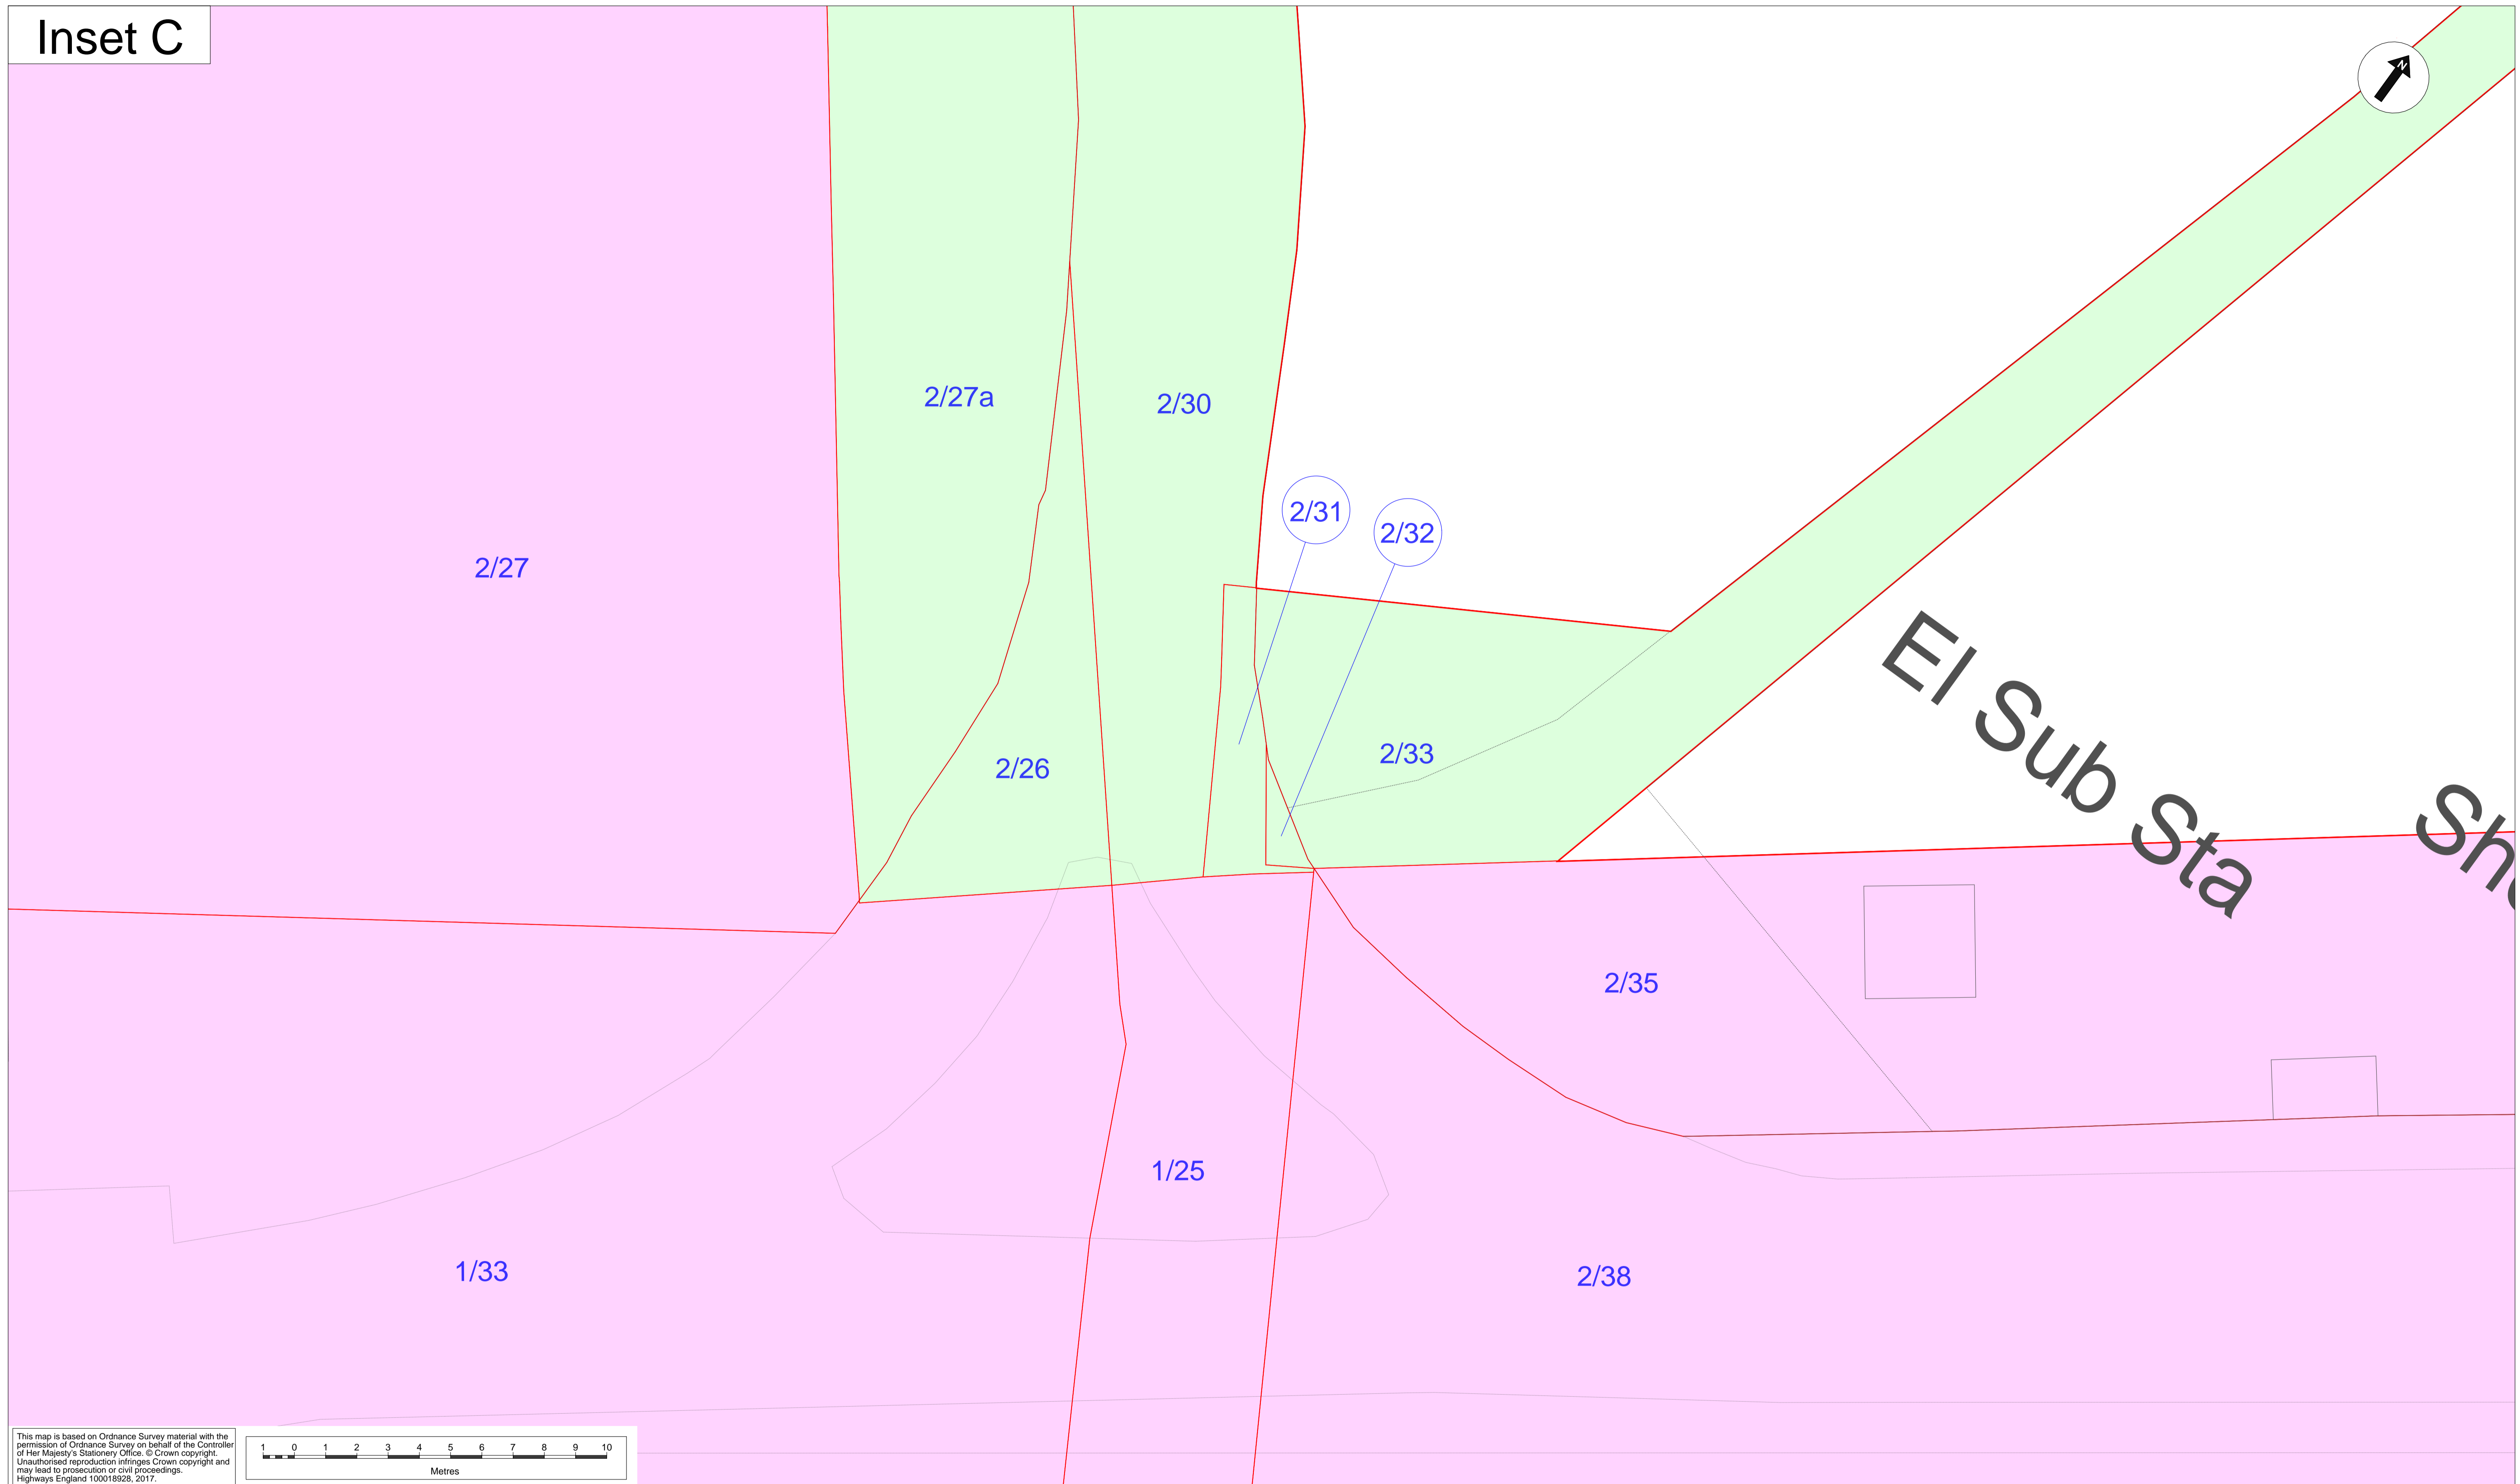 Inset C
N
2/27a
2/30
2/31
2/32
2/27
2/33
2/26
El Sub Sta
2/35
1/25
1/33
2/38
This map is based on Ordnance Survey material with the
permission of Ordnance Survey on behalf of the Controller
of Her Majesty's Stationery Office. © Crown copyright.
Unauthorised reproduction infringes Crown copyright and
may lead to prosecution or civil proceedings.
Highways England 100018928, 2017.
1 0 1 2 3 4 5 6 7 8 9 10
Metres